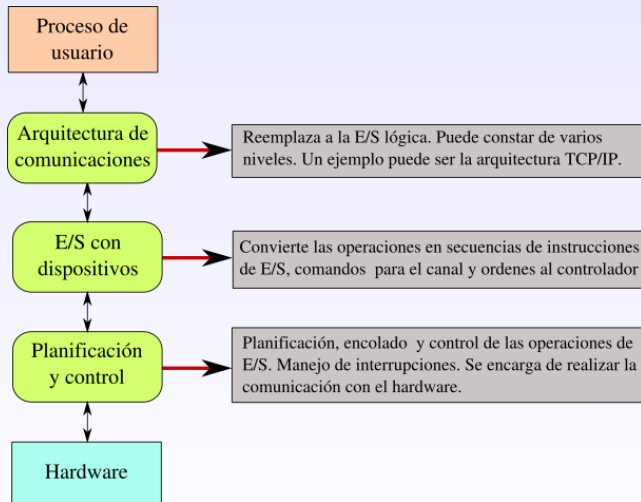 Proceso de
usuario
Arquitectura de
comunicaciones
Reemplaza a la E/S lógica. Puede constar de varios
niveles. Un ejemplo puede ser la arquitectura TCP/IP.
E/S con
dispositivos
Convierte las operaciones en secuencias de instrucciones
de E/S, comandos para el canal y ordenes al controlador
Planificación
y control
Planificación, encolado y control de las operaciones de
E/S. Manejo de interrupciones. Se encarga de realizar la
comunicación con el hardware.
Hardware